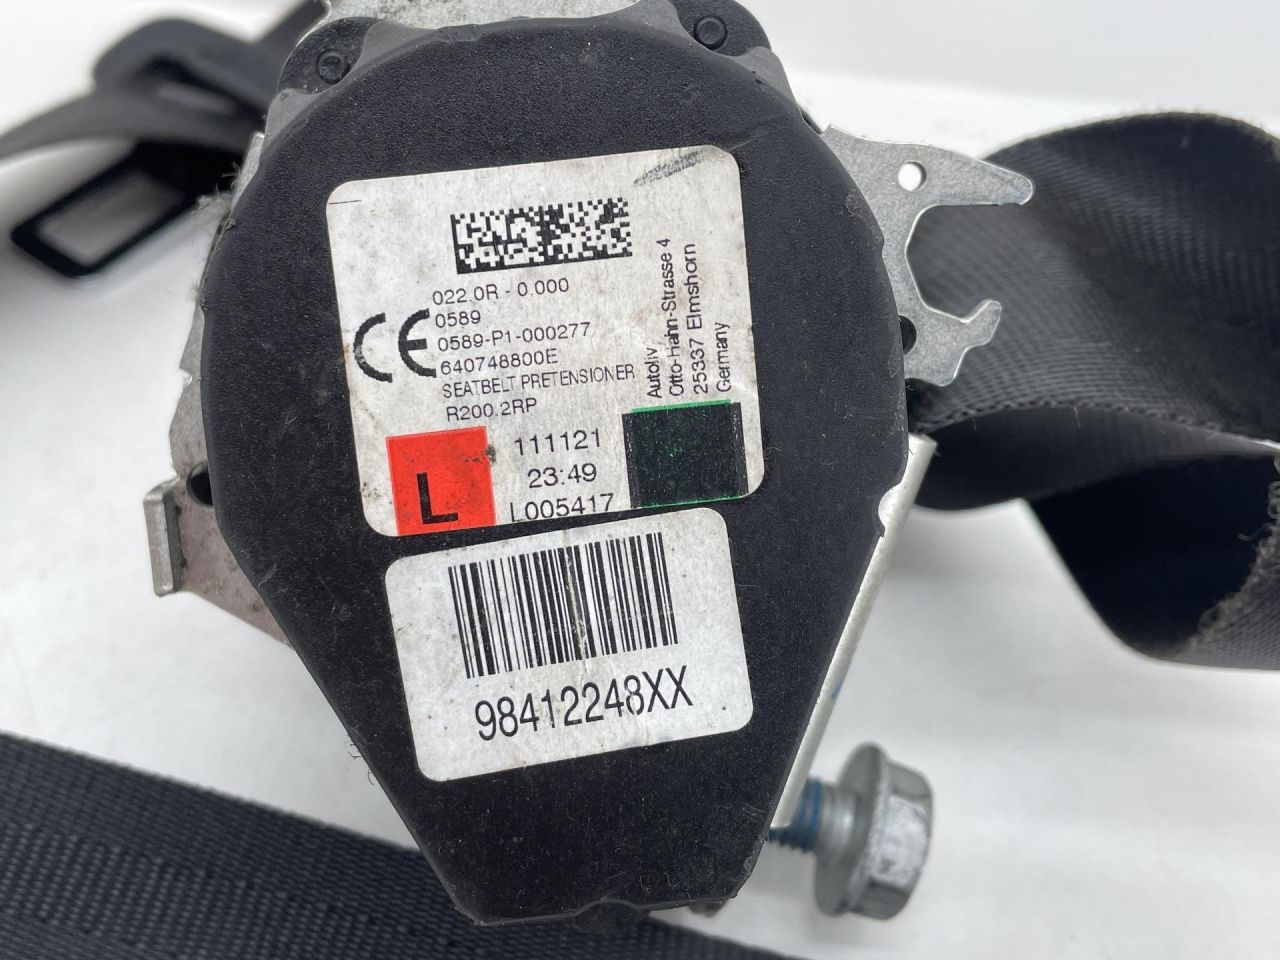 022.0R - 0.000
CE 0589
0589-P1-000277
640748800E
SEATBELT PRETENSIONER
R200.2RP
Autoliv
Otto-Hahn-Strasse 4
25337 Elmshorn
Germany
L
111121
23:49
L005417
98412248XX